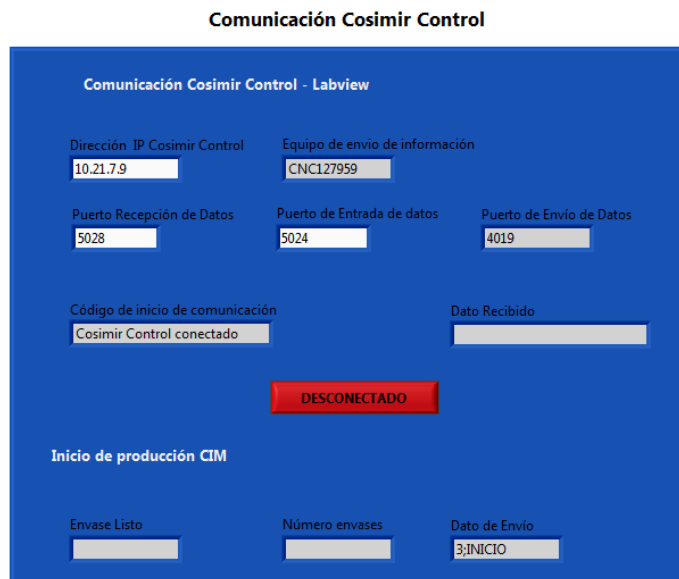 Comunicación Cosimir Control
Comunicación Cosimir Control - Labview
Dirección IP Cosimir Control
Equipo de envio de información
10.21.7.9
CNC127959
Puerto Recepción de Datos
Puerto de Entrada de datos
Puerto de Envío de Datos
5028
5024
4019
Código de inicio de comunicación
Dato Recibido
Cosimir Control conectado
DESCONECTADO
Inicio de producción CIM
Envase Listo
Número envases
Dato de Envío
3;INICIO